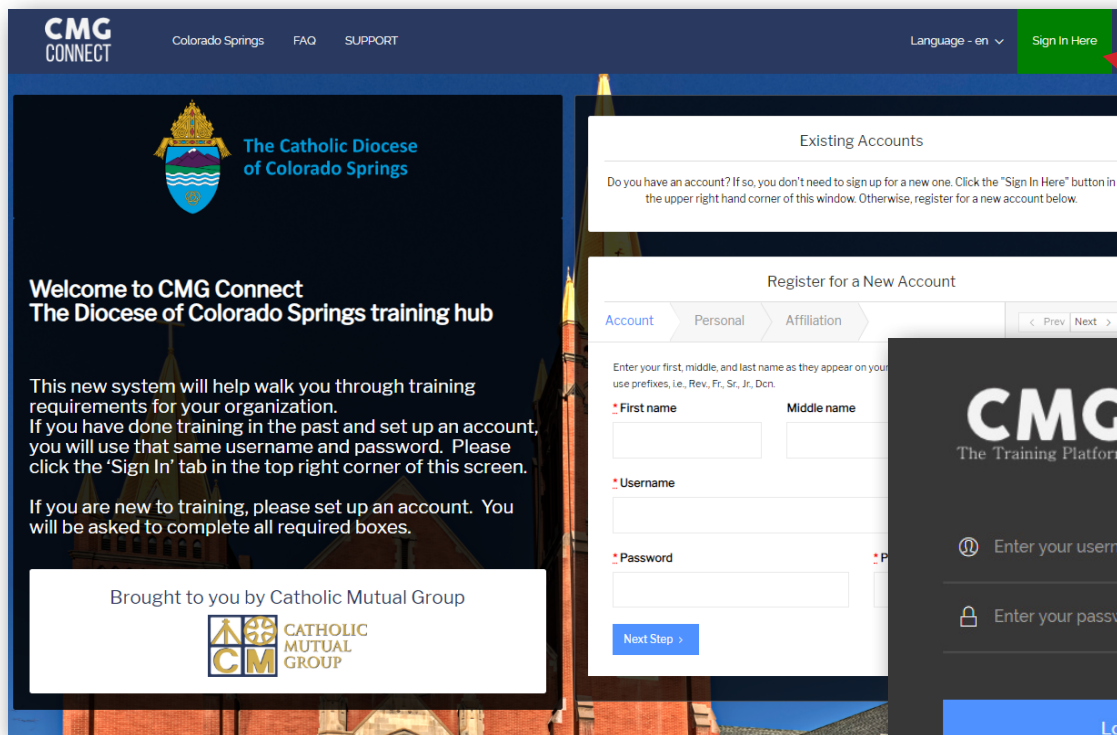 CMG
CONNECT
Colorado Springs
FAQ
SUPPORT
Language - en
Sign In Here
The Catholic Diocese
of Colorado Springs
Welcome to CMG Connect
The Diocese of Colorado Springs training hub
This new system will help walk you through training
requirements for your organization.
If you have done training in the past and set up an account,
you will use that same username and password. Please
click the ‘Sign In’ tab in the top right corner of this screen.
If you are new to training, please set up an account. You
will be asked to complete all required boxes.
Brought to you by Catholic Mutual Group
CM
CATHOLIC
MUTUAL
GROUP
Existing Accounts
Do you have an account? If so, you don't need to sign up for a new one. Click the "Sign In Here" button in
the upper right hand corner of this window. Otherwise, register for a new account below.
Register for a New Account
Account
Personal
Affiliation
< Prev
Next >
Enter your first, middle, and last name as they appear on your
use prefixes, i.e., Rev., Fr., Sr., Jr., Dcn.
* First name
Middle name
* Username
* Password
* P
Next Step >
CMG
The Training Platfor
Enter your user
Enter your pass